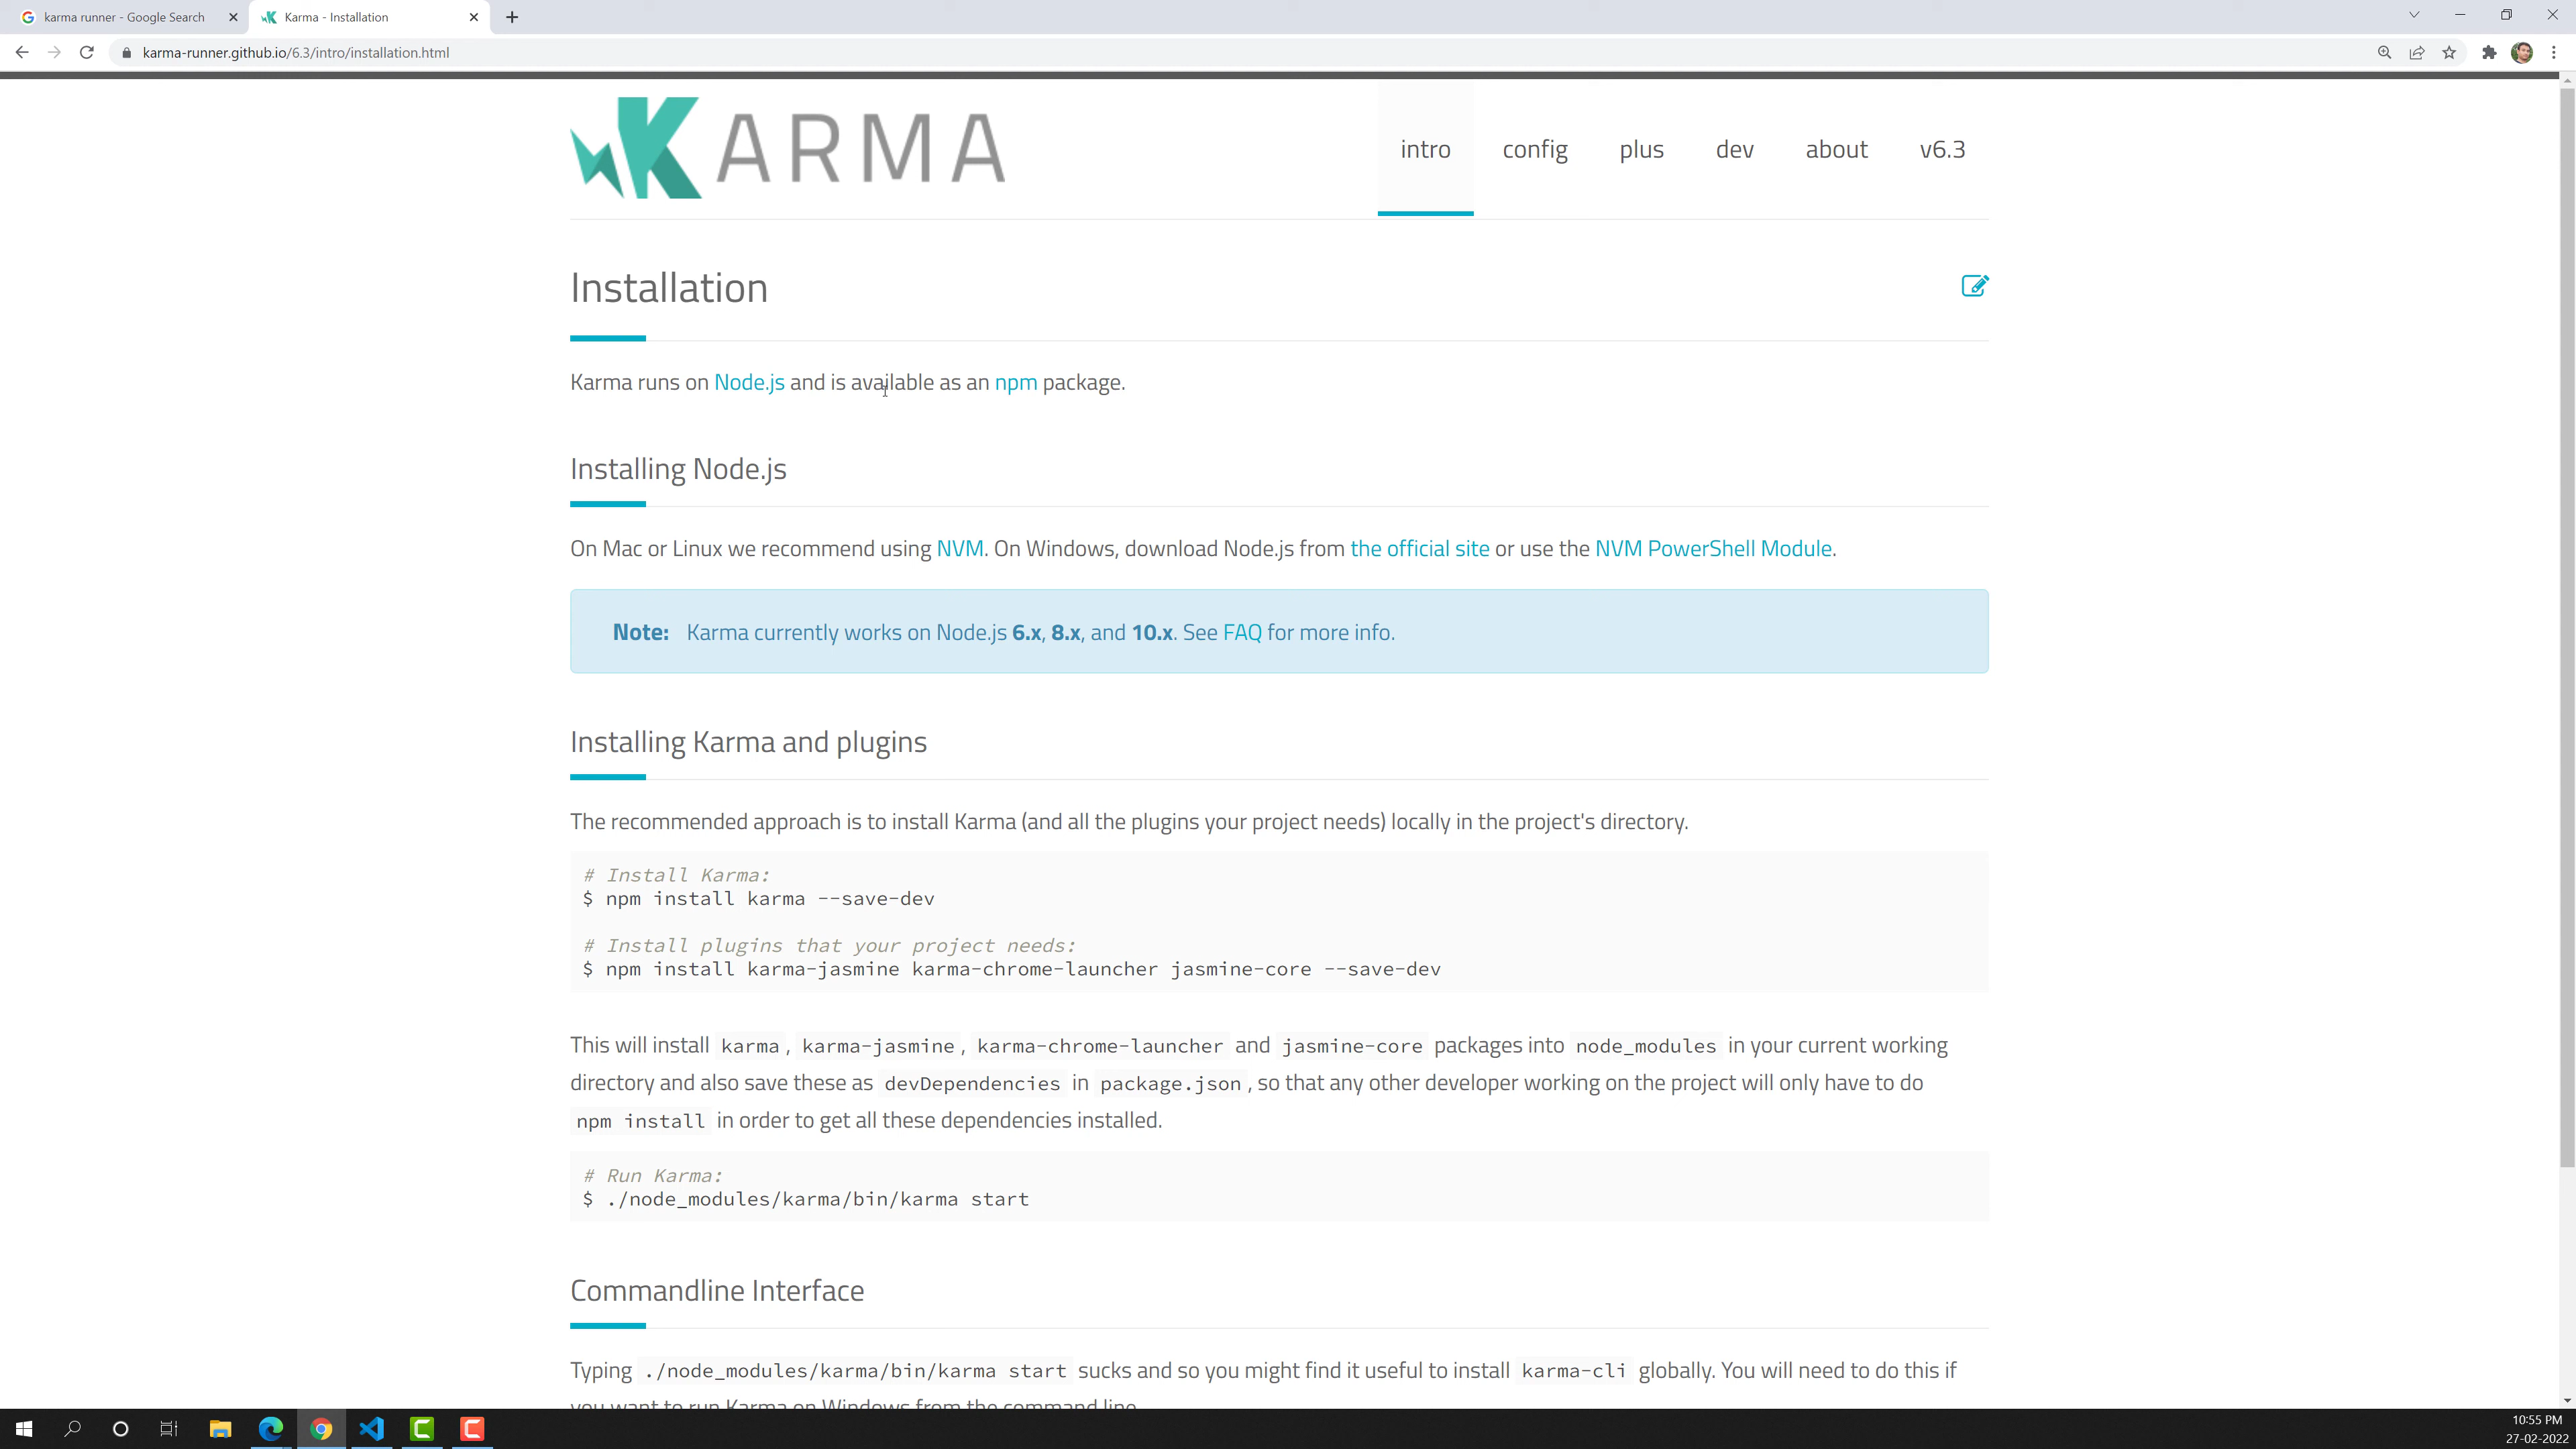 karma runner - Google Search
Karma - Installation
karma-runner.github.io/6.3/intro/installation.html
KARMA
intro
config
plus
dev
about
v6.3
Installation
Karma runs on Node.js and is available as an npm package.
Installing Node.js
On Mac or Linux we recommend using NVM. On Windows, download Node.js from the official site or use the NVM PowerShell Module.
Note: Karma currently works on Node.js 6.x, 8.x, and 10.x. See FAQ for more info.
Installing Karma and plugins
The recommended approach is to install Karma (and all the plugins your project needs) locally in the project's directory.
# Install Karma:
$ npm install karma --save-dev
# Install plugins that your project needs:
$ npm install karma-jasmine karma-chrome-launcher jasmine-core --save-dev
This will install karma, karma-jasmine, karma-chrome-launcher and jasmine-core packages into node_modules in your current working
directory and also save these as devDependencies in package.json, so that any other developer working on the project will only have to do
npm install in order to get all these dependencies installed.
# Run Karma:
$ ./node_modules/karma/bin/karma start
Commandline Interface
Typing ./node_modules/karma/bin/karma start sucks and so you might find it useful to install karma-cli globally. You will need to do this if
you want to run Karma on Windows from the command line.
10:55 PM
27-02-2022